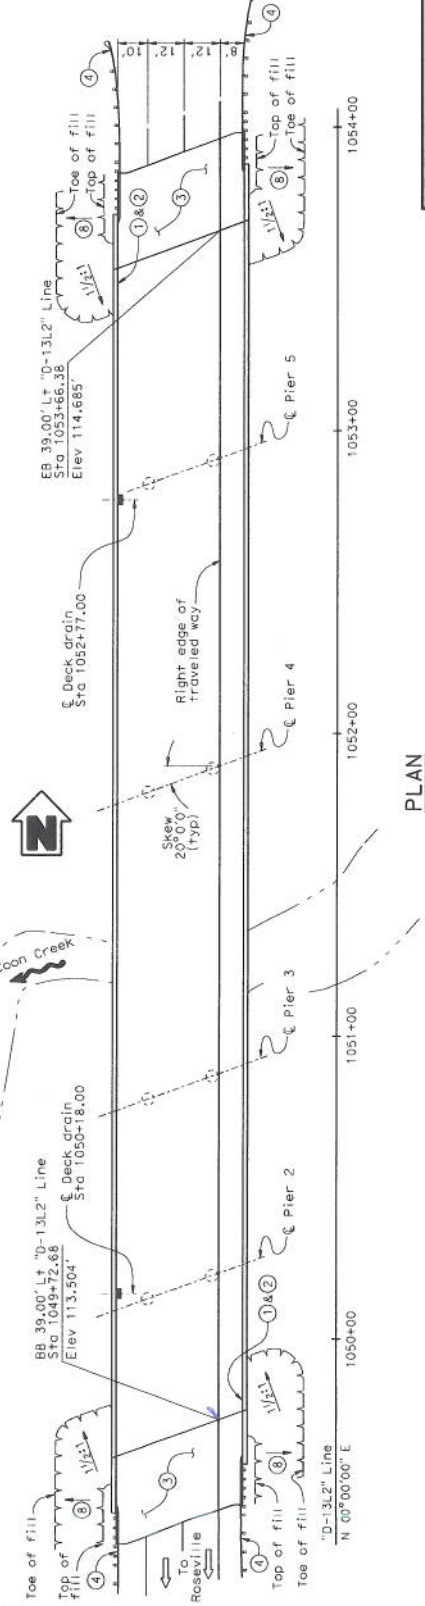 Toe of fill
Top of
fill
4
8
1½:1
3
To
Roseville
4
Top of fill
Toe of fill
8
1½:1
"D-13L2" Line
N 00°00'00" E
BB 39.00' Lt "D-13L2" Line
Sta 1049+72.68
Elev 113.504'
℄ Deck drain
Sta 1050+18.00
1 & 2
℄ Pier 2
1050+00
Coon Creek
℄ Pier 3
1051+00
N
Skew
20°0'0"
(typ)
Right edge of
traveled way
℄ Pier 4
1052+00
PLAN
℄ Deck drain
Sta 1052+77.00
℄ Pier 5
1053+00
EB 39.00' Lt "D-13L2" Line
Sta 1053+66.38
Elev 114.685'
1½:1
8
Toe of fill
Top of fill
1 & 2
3
4
10'
12'
12'
8'
4
Top of fill
Toe of fill
8
1½:1
1054+00